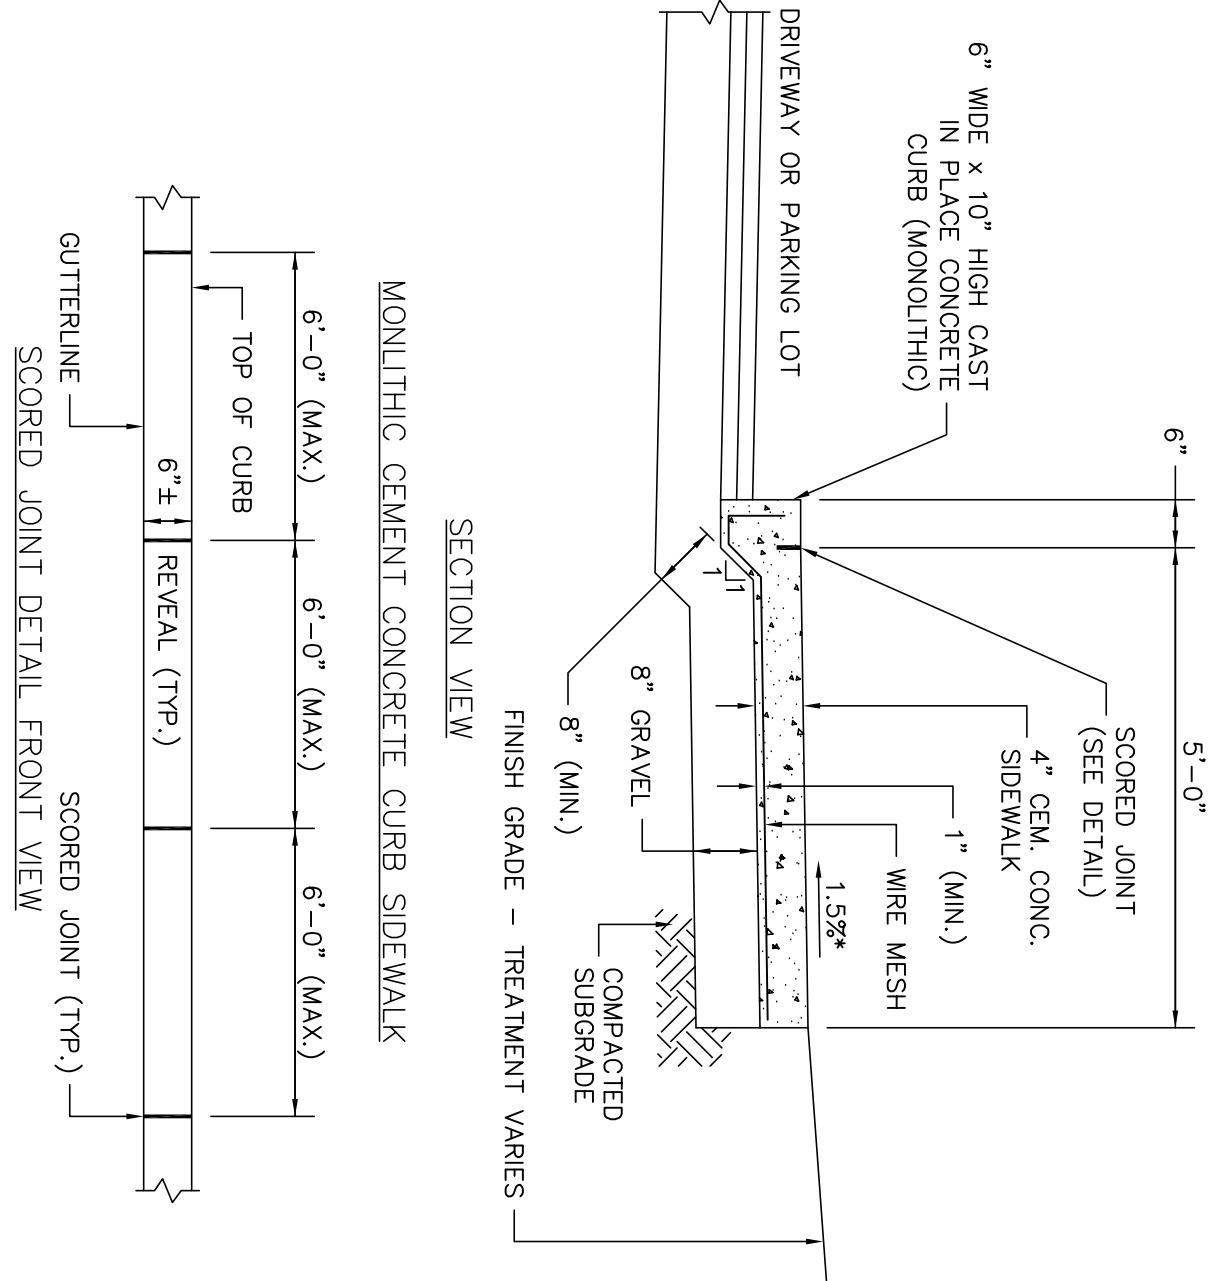 6"
5'-0"
6" WIDE x 10" HIGH CAST
IN PLACE CONCRETE
CURB (MONOLITHIC)
SCORED JOINT
(SEE DETAIL)
4" CEM. CONC.
SIDEWALK
1" (MIN.)
WIRE MESH
1.5%*
DRIVEWAY OR PARKING LOT
1
1
8" GRAVEL
8" (MIN.)
COMPACTED
SUBGRADE
FINISH GRADE – TREATMENT VARIES
SECTION VIEW
MONLITHIC CEMENT CONCRETE CURB SIDEWALK
6'-0" (MAX.)
6'-0" (MAX.)
6'-0" (MAX.)
TOP OF CURB
6"±
REVEAL (TYP.)
GUTTERLINE
SCORED JOINT (TYP.)
SCORED JOINT DETAIL FRONT VIEW